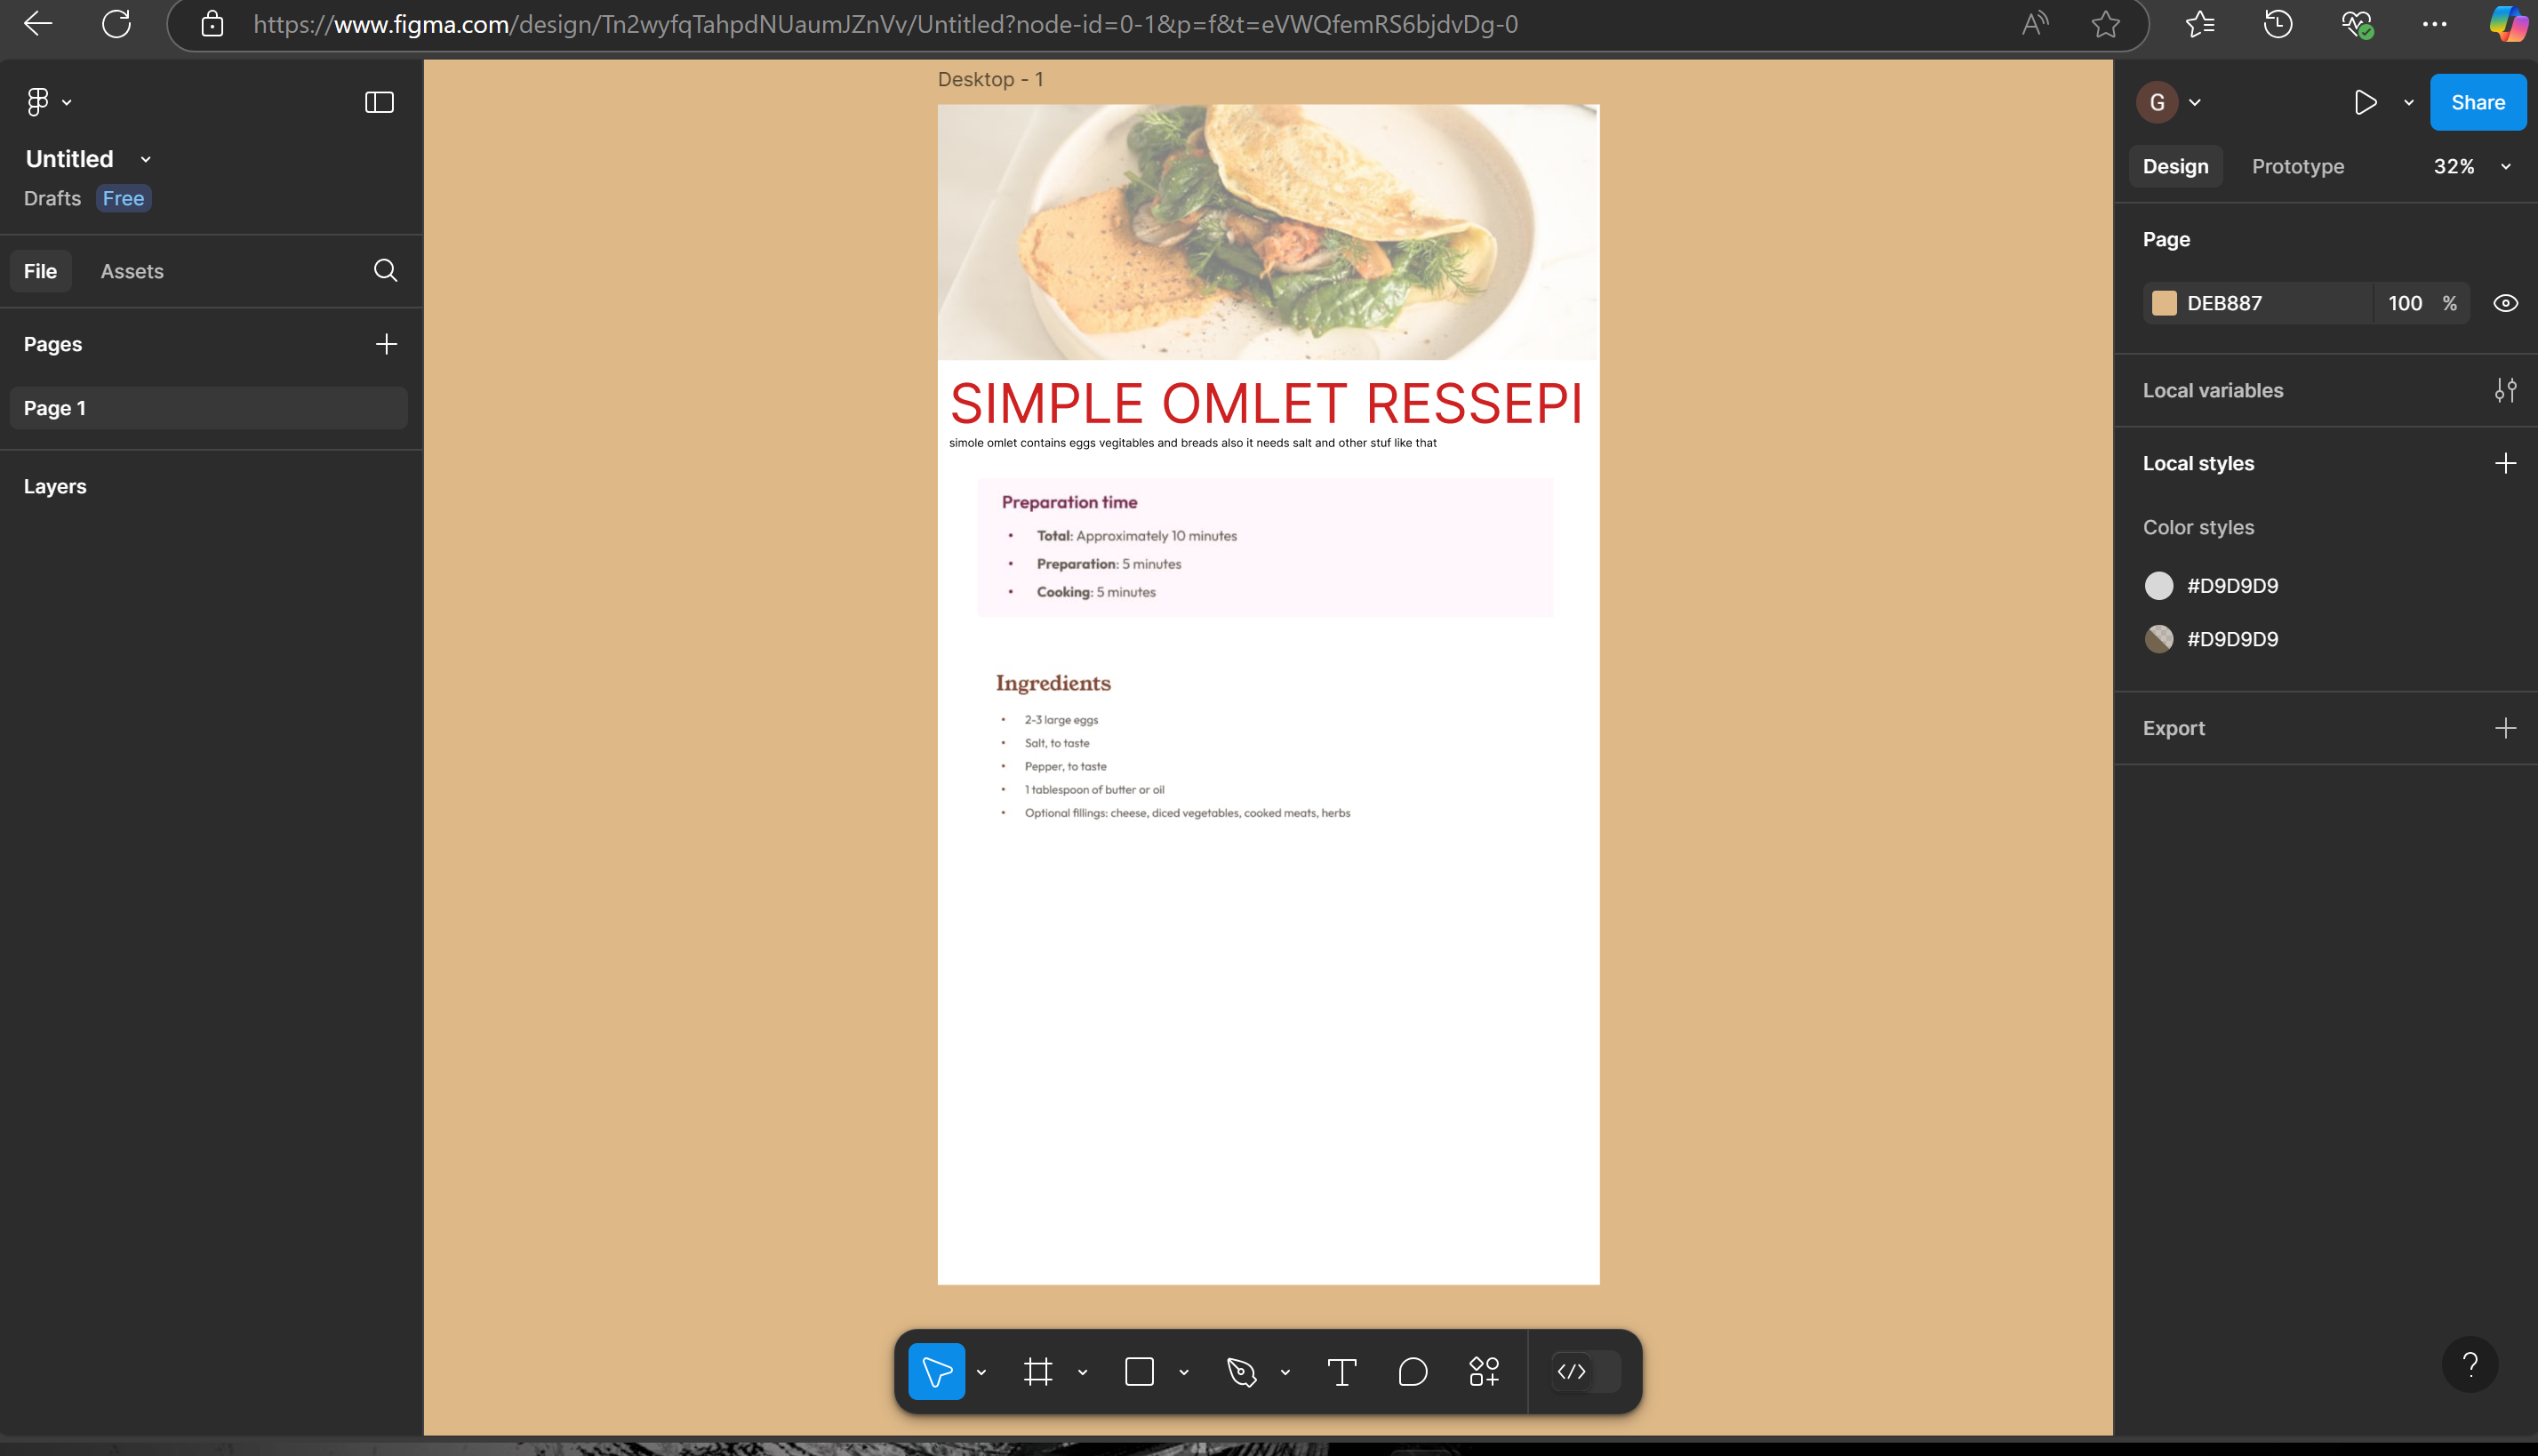 https://www.figma.com/design/Tn2wyfqTahpdNUaumJZnVv/Untitled?node-id=0-1&p=f&t=eVWQfemRS6bjdvDg-0
Untitled
Drafts Free
File Assets
Pages
Page 1
Layers
Desktop - 1
SIMPLE OMLET RESSEPI
simole omlet contains eggs vegitables and breads also it needs salt and other stuf like that
Preparation time
• Total: Approximately 10 minutes
• Preparation: 5 minutes
• Cooking: 5 minutes
Ingredients
• 2-3 large eggs
• Salt, to taste
• Pepper, to taste
• 1 tablespoon of butter or oil
• Optional fillings: cheese, diced vegetables, cooked meats, herbs
G
Share
Design Prototype 32%
Page
DEB887 100 %
Local variables
Local styles
Color styles
#D9D9D9
#D9D9D9
Export
?